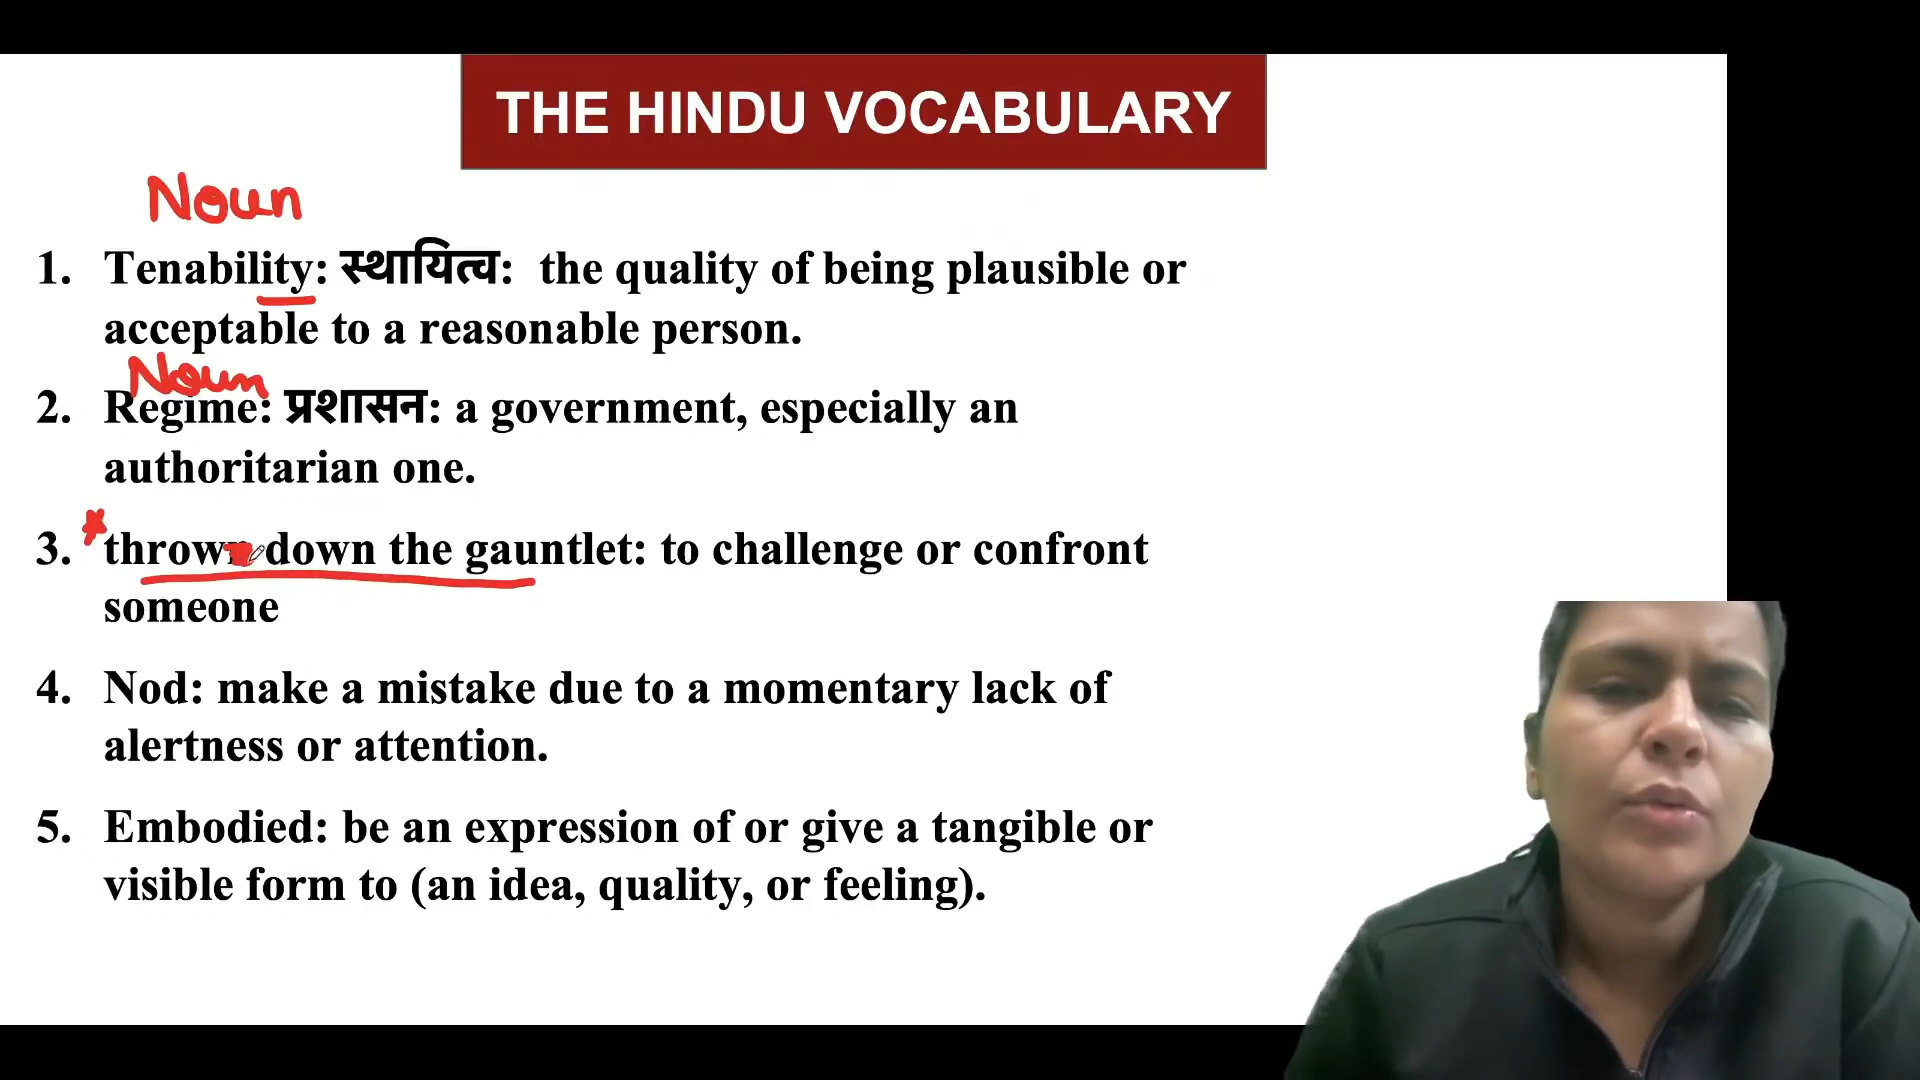 THE HINDU VOCABULARY
Noun
1. Tenability: स्थायित्व: the quality of being plausible or
acceptable to a reasonable person.
Noun
2. Regime: प्रशासन: a government, especially an
authoritarian one.
3. thrown down the gauntlet: to challenge or confront
someone
4. Nod: make a mistake due to a momentary lack of
alertness or attention.
5. Embodied: be an expression of or give a tangible or
visible form to (an idea, quality, or feeling).